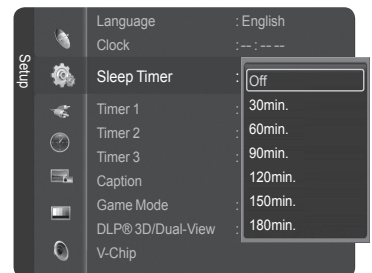 Setup
Language : English
Clock : -- : -- --
Sleep Timer :
Off
30min.
60min.
90min.
120min.
150min.
180min.
Timer 1 :
Timer 2 :
Timer 3 :
Caption
Game Mode :
DLP® 3D/Dual-View :
V-Chip